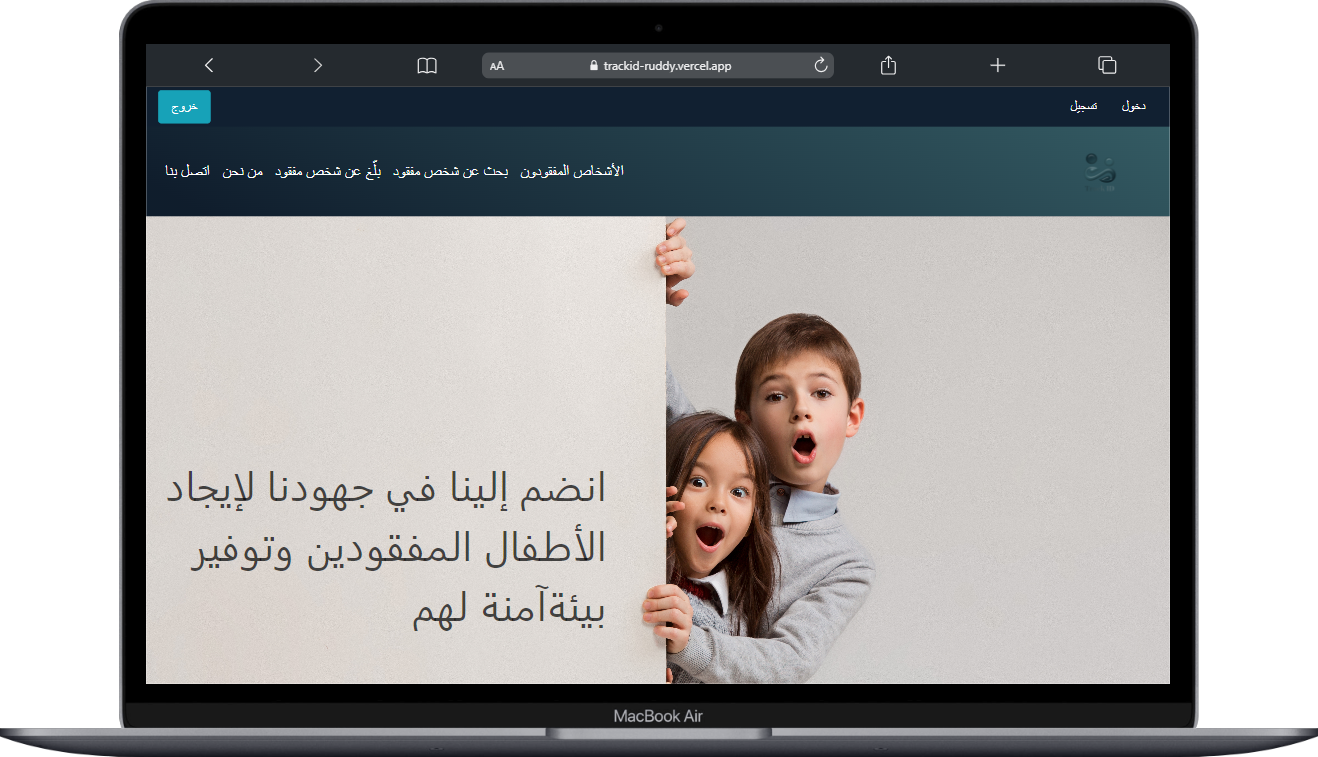 AA
trackid-ruddy.vercel.app
دخول
تسجيل
خروج
الأشخاص المفقودون
بحث عن شخص مفقود
بلّغ عن شخص مفقود
من نحن
اتصل بنا
انضم إلينا في جهودنا لإيجاد
الأطفال المفقودين وتوفير
بيئةآمنة لهم
MacBook Air